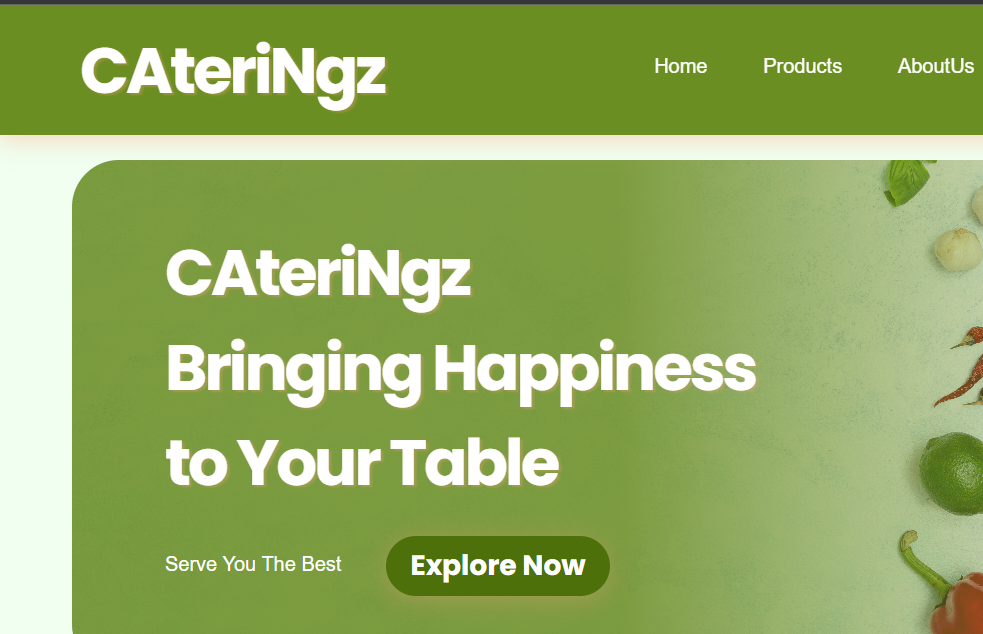 CAteriNgz
Home Products AboutUs
CAteriNgz
Bringing Happiness
to Your Table
Serve You The Best
Explore Now